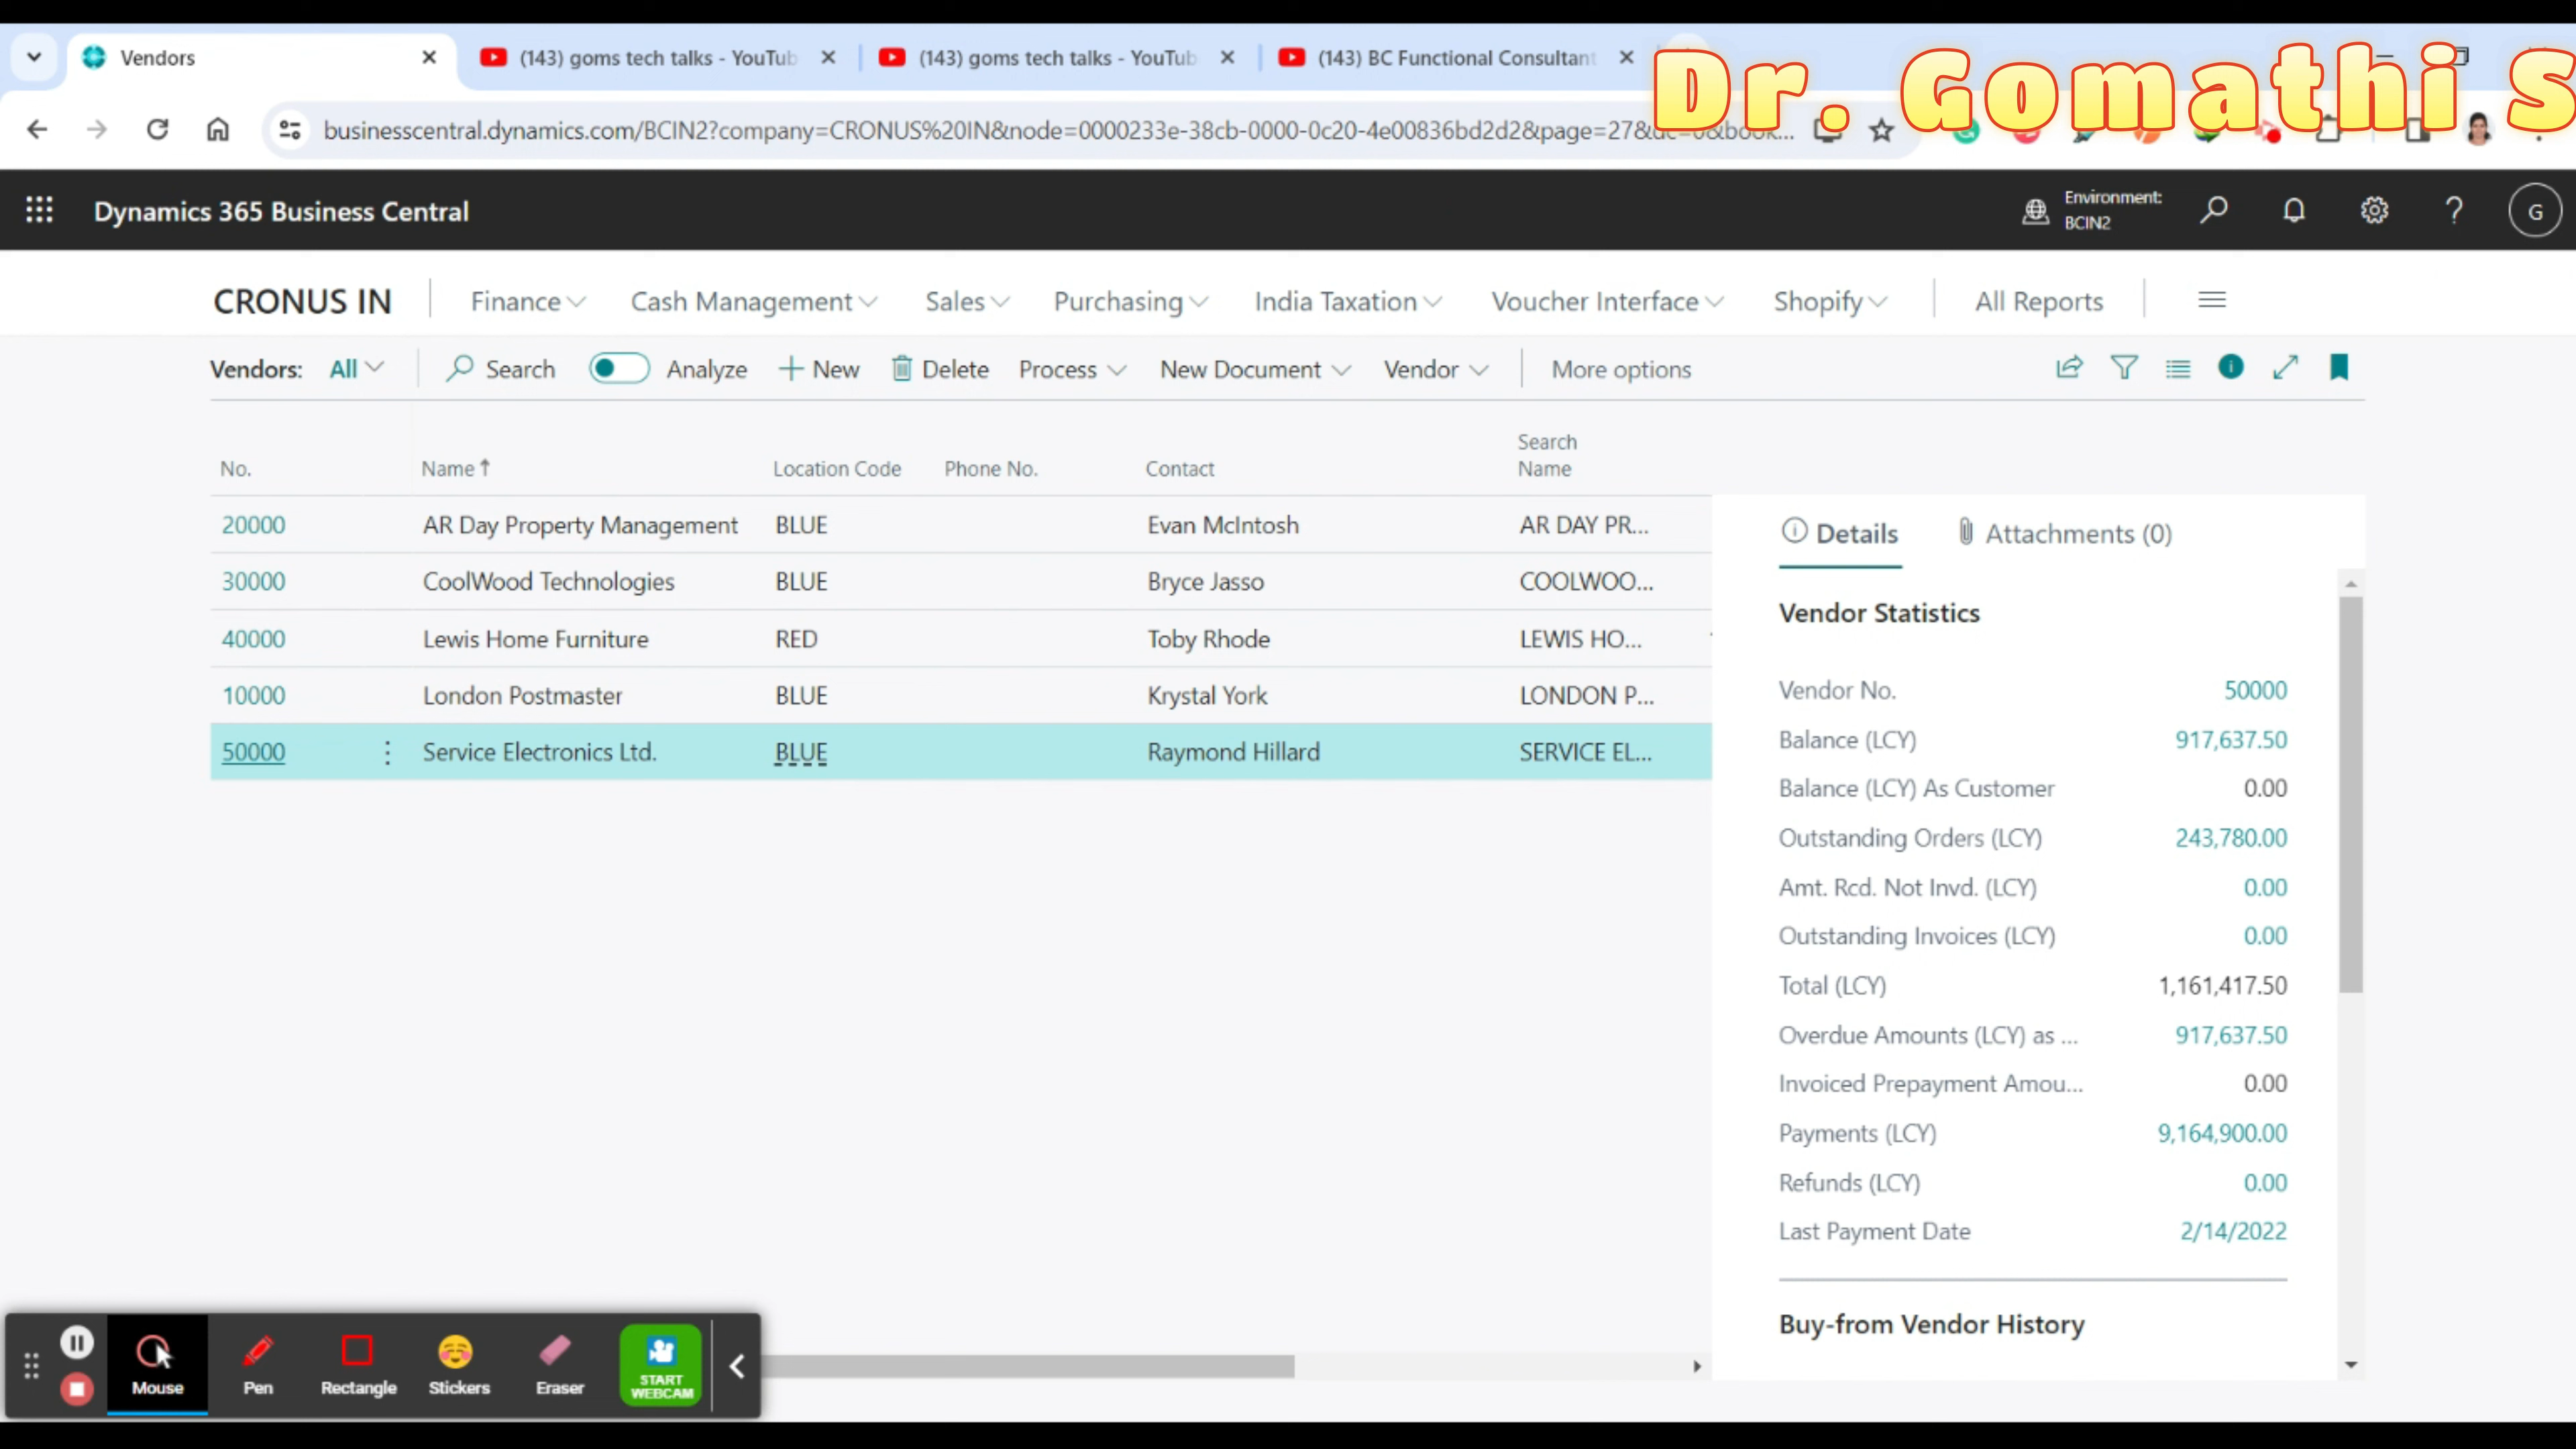 Vendors
(143) goms tech talks - YouTub
(143) goms tech talks - YouTub
(143) BC Functional Consultant
Dr. Gomathi S
businesscentral.dynamics.com/BCIN2?company=CRONUS%20IN&node=0000233e-38cb-0000-0c20-4e00836bd2d2&page=27&dc=0&book...
Dynamics 365 Business Central
Environment:
BCIN2
G
CRONUS IN
Finance
Cash Management
Sales
Purchasing
India Taxation
Voucher Interface
Shopify
All Reports
Vendors: All
Search
Analyze
New
Delete
Process
New Document
Vendor
More options
No. Name Location Code Phone No. Contact Search Name
20000 AR Day Property Management BLUE Evan McIntosh AR DAY PR...
30000 CoolWood Technologies BLUE Bryce Jasso COOLWOO...
40000 Lewis Home Furniture RED Toby Rhode LEWIS HO...
10000 London Postmaster BLUE Krystal York LONDON P...
50000 Service Electronics Ltd. BLUE Raymond Hillard SERVICE EL...
Details Attachments (0)
Vendor Statistics
Vendor No. 50000
Balance (LCY) 917,637.50
Balance (LCY) As Customer 0.00
Outstanding Orders (LCY) 243,780.00
Amt. Rcd. Not Invd. (LCY) 0.00
Outstanding Invoices (LCY) 0.00
Total (LCY) 1,161,417.50
Overdue Amounts (LCY) as ... 917,637.50
Invoiced Prepayment Amou... 0.00
Payments (LCY) 9,164,900.00
Refunds (LCY) 0.00
Last Payment Date 2/14/2022
Buy-from Vendor History
Mouse
Pen
Rectangle
Stickers
Eraser
START
WEBCAM